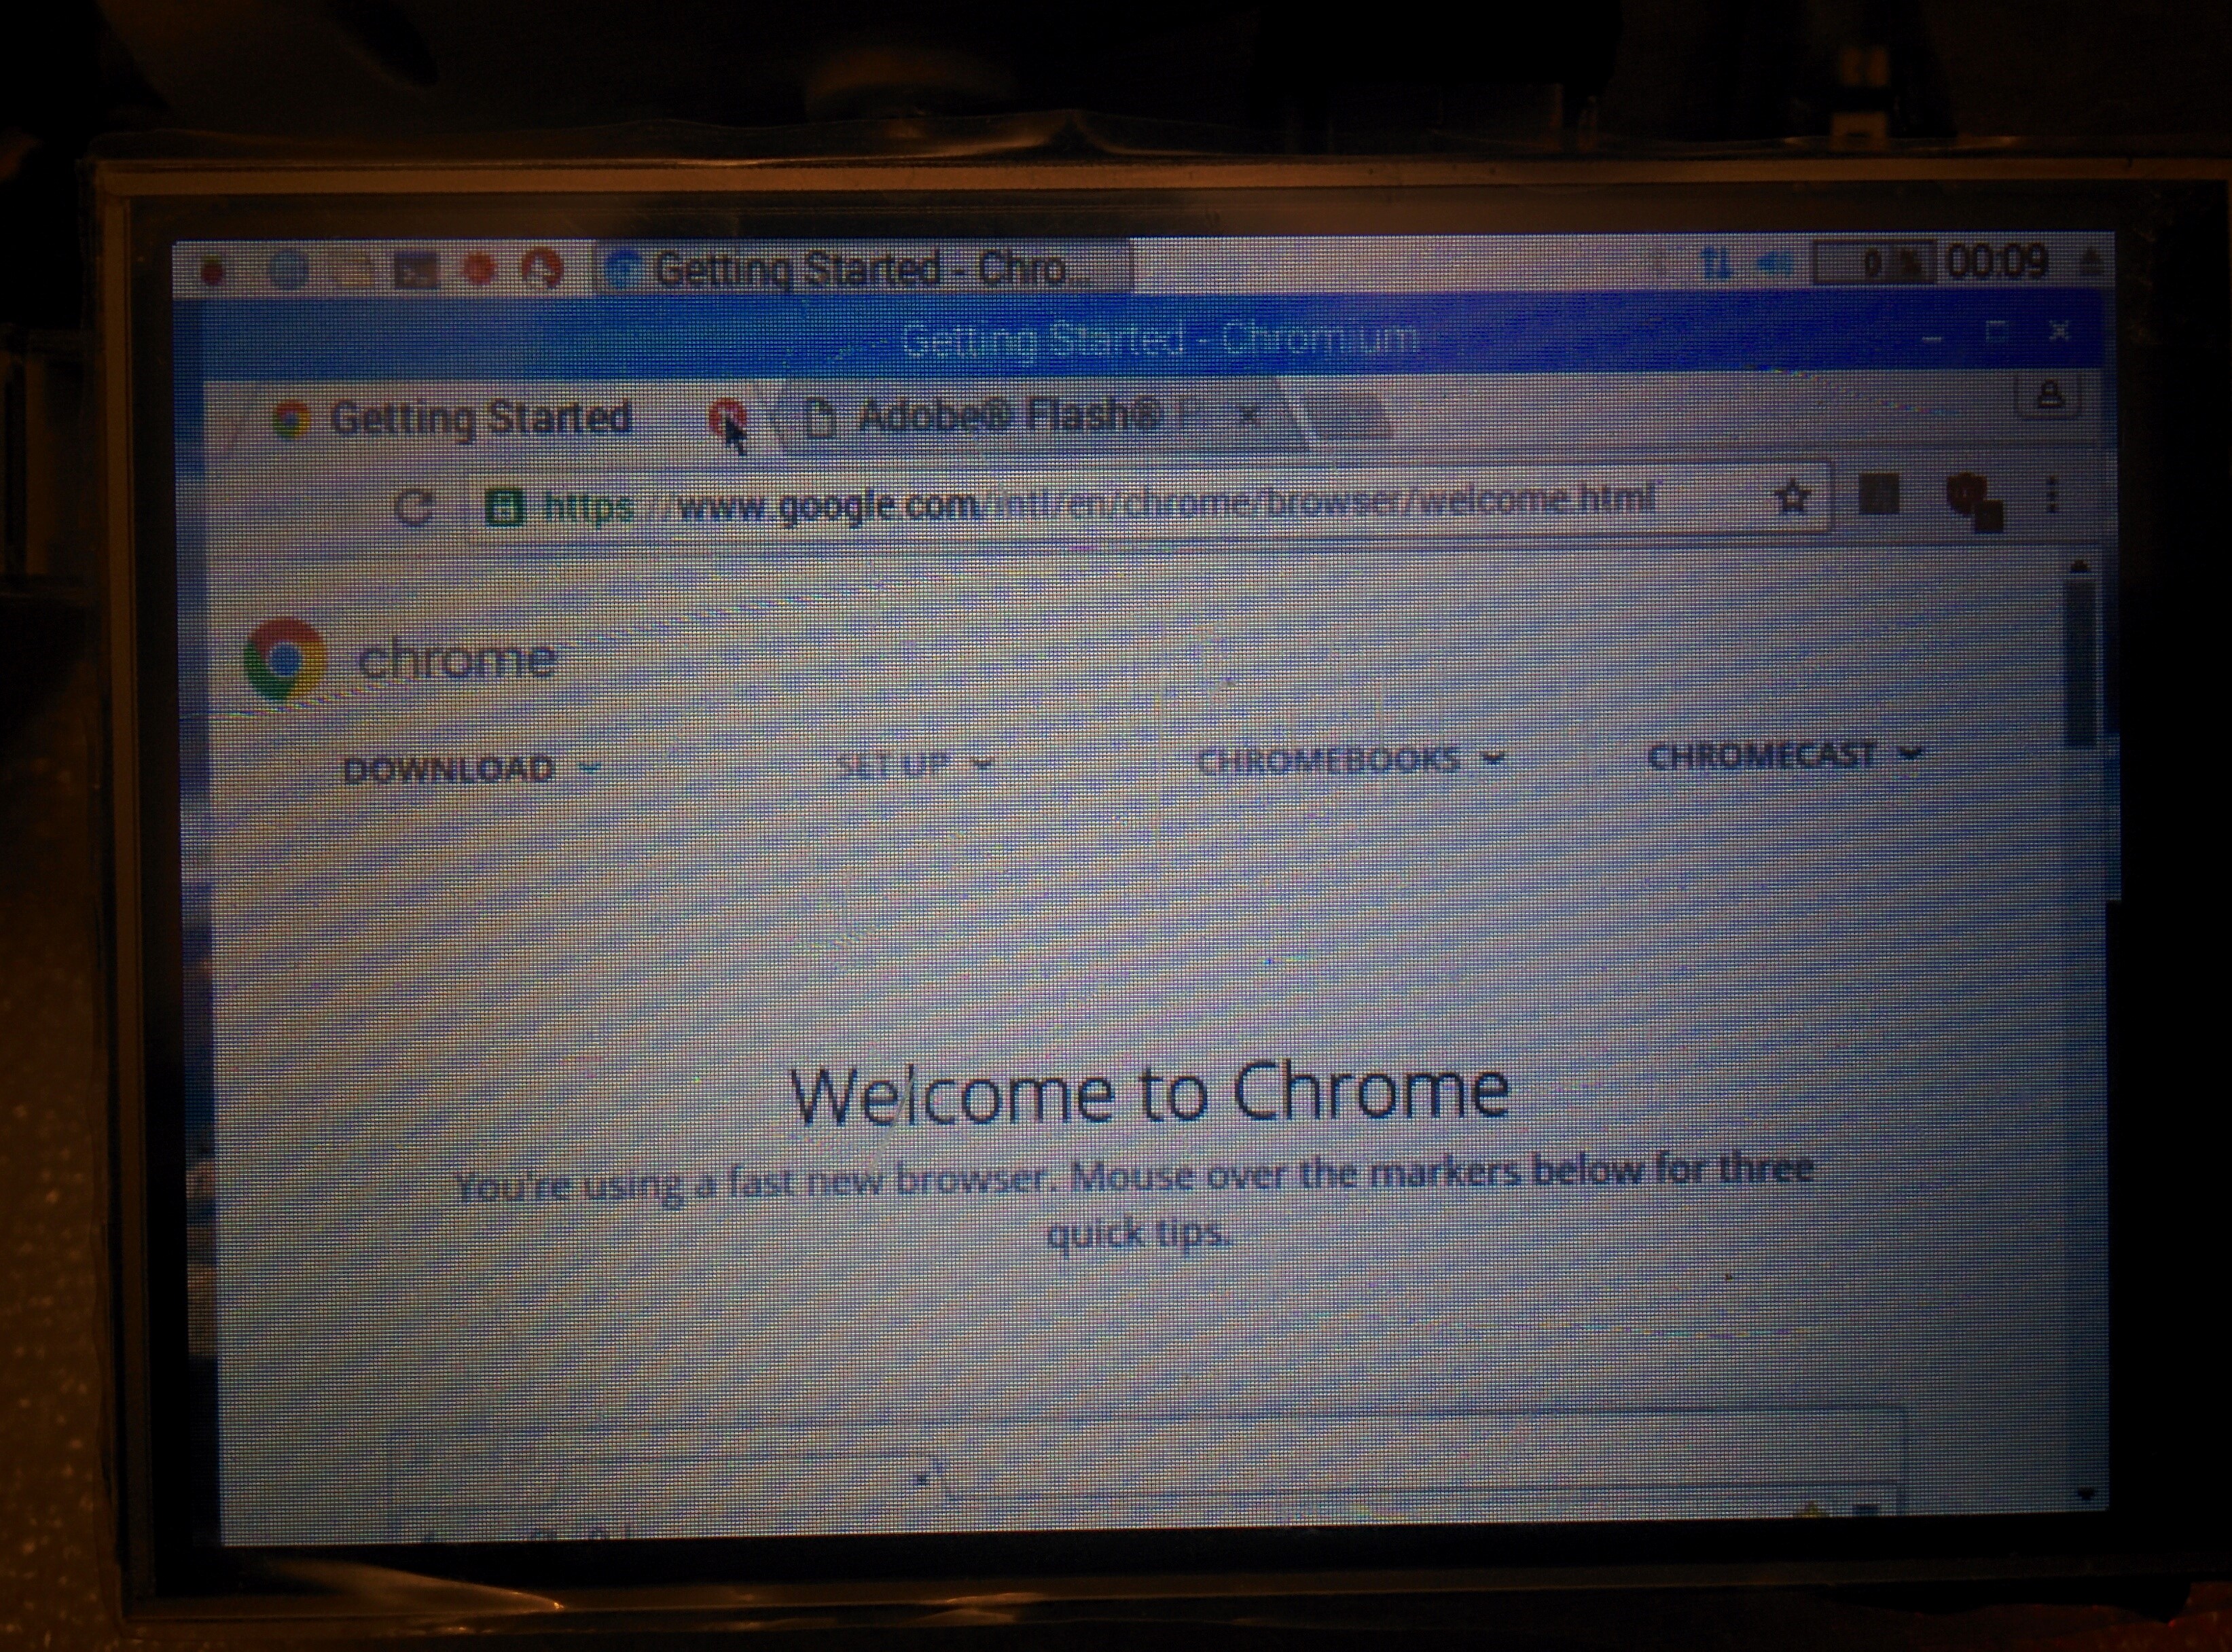 Getting Started - Chro... 0 % 00:09
Getting Started - Chromium
Getting Started Adobe® Flash® P
https://www.google.com/intl/en/chrome/browser/welcome.html
chrome
DOWNLOAD SET UP CHROMEBOOKS CHROMECAST
Welcome to Chrome
You're using a fast new browser. Mouse over the markers below for three
quick tips.